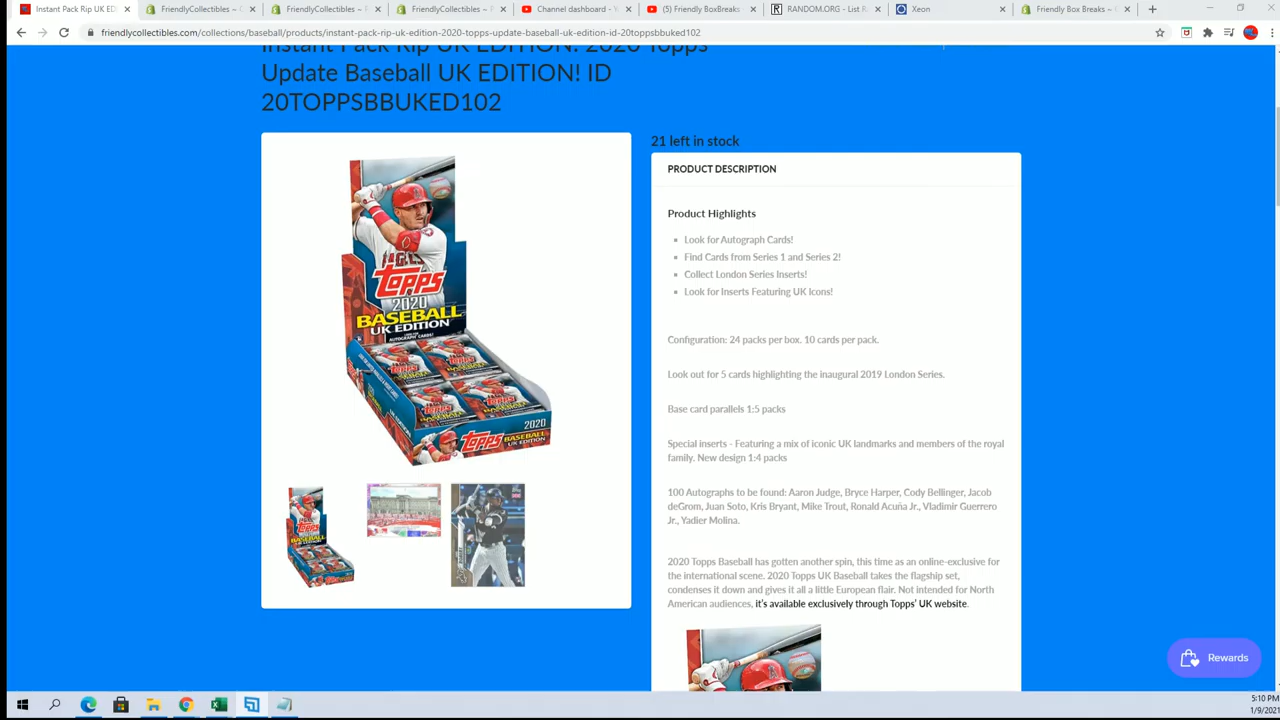 Instant Pack Rip UK ED
FriendlyCollectibles ~ C
FriendlyCollectibles ~ F
FriendlyCollectibles ~
Channel dashboard - Y
(5) Friendly BoxBreaks
RANDOM.ORG - List R
Xeon
Friendly Box Breaks ~ C
friendlycollectibles.com/collections/baseball/products/instant-pack-rip-uk-edition-2020-topps-update-baseball-uk-edition-id-20toppsbbuked102
Instant Pack Rip UK EDITION! 2020 Topps
Update Baseball UK EDITION! ID
20TOPPSBBUKED102
21 left in stock
PRODUCT DESCRIPTION
Product Highlights
Look for Autograph Cards!
Find Cards from Series 1 and Series 2!
Collect London Series Inserts!
Look for Inserts Featuring UK Icons!
Configuration: 24 packs per box. 10 cards per pack.
Look out for 5 cards highlighting the inaugural 2019 London Series.
Base card parallels 1:5 packs
Special inserts - Featuring a mix of iconic UK landmarks and members of the royal
family. New design 1:4 packs
100 Autographs to be found: Aaron Judge, Bryce Harper, Cody Bellinger, Jacob
deGrom, Juan Soto, Kris Bryant, Mike Trout, Ronald Acuña Jr., Vladimir Guerrero
Jr., Yadier Molina.
2020 Topps Baseball has gotten another spin, this time as an online-exclusive for
the international scene. 2020 Topps UK Baseball takes the flagship set,
condenses it down and gives it all a little European flair. Not intended for North
American audiences, it's available exclusively through Topps' UK website.
ANGELS
TOPPS
2020
BASEBALL
UK EDITION
AUTOGRAPH CARDS!
2020
TOPPS BASEBALL
UK EDITION
Rewards
5:10 PM
1/9/2021